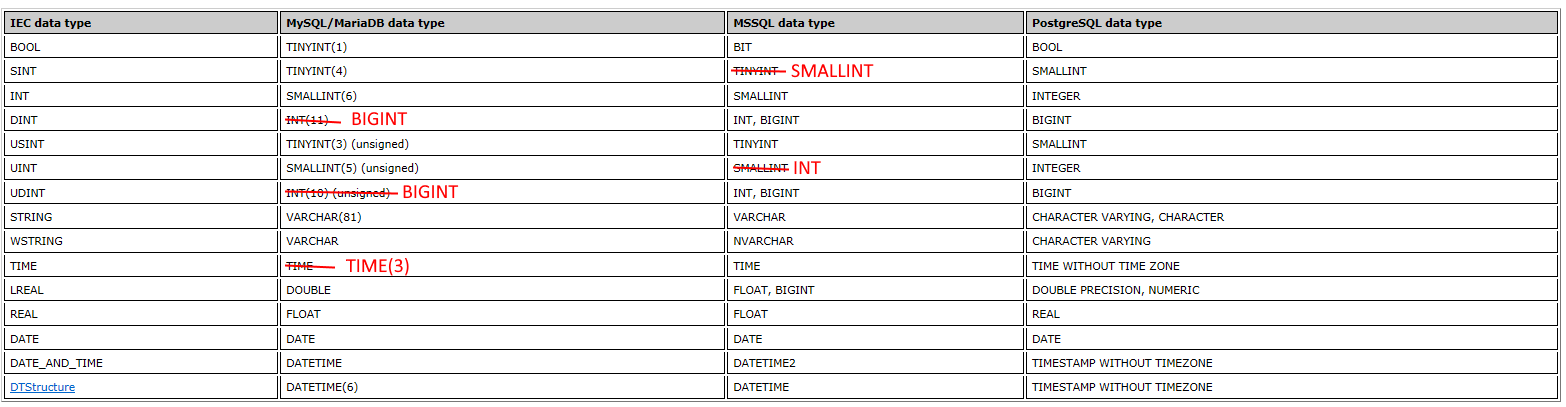 IEC data type MySQL/MariaDB data type MSSQL data type PostgreSQL data type
BOOL TINYINT(1) BIT BOOL
SINT TINYINT(4) TINYINT SMALLINT SMALLINT
INT SMALLINT(6) SMALLINT INTEGER
DINT INT(11) BIGINT INT, BIGINT BIGINT
USINT TINYINT(3) (unsigned) TINYINT SMALLINT
UINT SMALLINT(5) (unsigned) SMALLINT INT INTEGER
UDINT INT(10) (unsigned) BIGINT INT, BIGINT BIGINT
STRING VARCHAR(81) VARCHAR CHARACTER VARYING, CHARACTER
WSTRING VARCHAR NVARCHAR CHARACTER VARYING
TIME TIME TIME(3) TIME TIME WITHOUT TIME ZONE
LREAL DOUBLE FLOAT, BIGINT DOUBLE PRECISION, NUMERIC
REAL FLOAT FLOAT REAL
DATE DATE DATE DATE
DATE_AND_TIME DATETIME DATETIME2 TIMESTAMP WITHOUT TIMEZONE
DTStructure DATETIME(6) DATETIME TIMESTAMP WITHOUT TIMEZONE